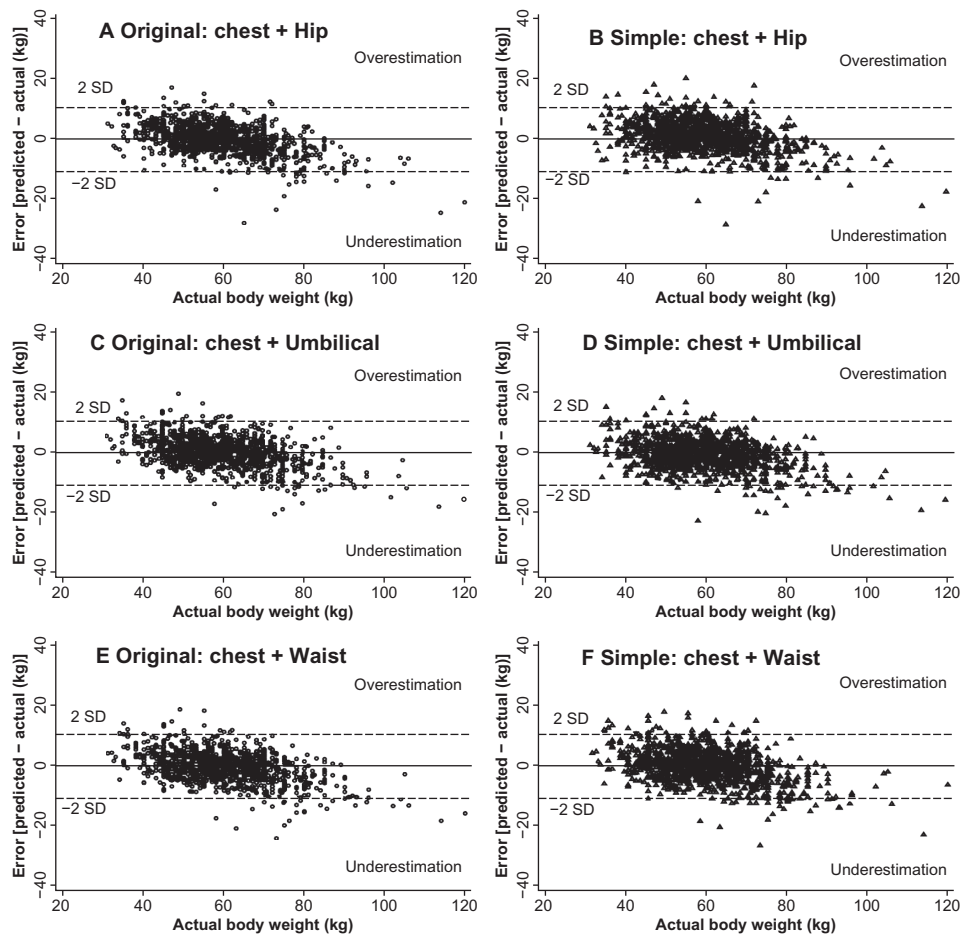 A Original: chest + Hip
Overestimation
2 SD
−2 SD
Underestimation
Error [predicted − actual (kg)]
40
20
0
−20
−40
20 40 60 80 100 120
Actual body weight (kg)
B Simple: chest + Hip
Overestimation
2 SD
−2 SD
Underestimation
Error [predicted − actual (kg)]
40
20
0
−20
−40
20 40 60 80 100 120
Actual body weight (kg)
C Original: chest + Umbilical
Overestimation
2 SD
−2 SD
Underestimation
Error [predicted − actual (kg)]
40
20
0
−20
−40
20 40 60 80 100 120
Actual body weight (kg)
D Simple: chest + Umbilical
Overestimation
2 SD
−2 SD
Underestimation
Error [predicted − actual (kg)]
40
20
0
−20
−40
20 40 60 80 100 120
Actual body weight (kg)
E Original: chest + Waist
Overestimation
2 SD
−2 SD
Underestimation
Error [predicted − actual (kg)]
40
20
0
−20
−40
20 40 60 80 100 120
Actual body weight (kg)
F Simple: chest + Waist
Overestimation
2 SD
−2 SD
Underestimation
Error [predicted − actual (kg)]
40
20
0
−20
−40
20 40 60 80 100 120
Actual body weight (kg)